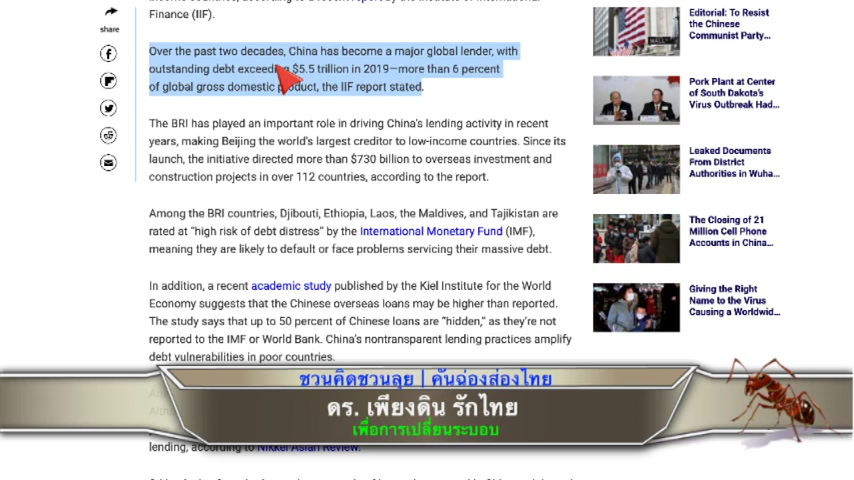 Finance (IIF).
share
Over the past two decades, China has become a major global lender, with
outstanding debt exceeding $5.5 trillion in 2019—more than 6 percent
of global gross domestic product, the IIF report stated.
The BRI has played an important role in driving China's lending activity in recent
years, making Beijing the world's largest creditor to low-income countries. Since its
launch, the initiative directed more than $730 billion to overseas investment and
construction projects in over 112 countries, according to the report.
Among the BRI countries, Djibouti, Ethiopia, Laos, the Maldives, and Tajikistan are
rated at "high risk of debt distress" by the International Monetary Fund (IMF),
meaning they are likely to default or face problems servicing their massive debt.
In addition, a recent academic study published by the Kiel Institute for the World
Economy suggests that the Chinese overseas loans may be higher than reported.
The study says that up to 50 percent of Chinese loans are "hidden," as they're not
reported to the IMF or World Bank. China's nontransparent lending practices amplify
debt vulnerabilities in poor countries.
lending, according to Nikkei Asian Review.
Editorial: To Resist
the Chinese
Communist Party...
Pork Plant at Center
of South Dakota's
Virus Outbreak Had...
Leaked Documents
From District
Authorities in Wuha...
The Closing of 21
Million Cell Phone
Accounts in China...
Giving the Right
Name to the Virus
Causing a Worldwid...
ชวนคิดชวนลุย | คันฉ่องส่องไทย
ดร. เพียงดิน รักไทย
เพื่อการเปลี่ยนระบอบ